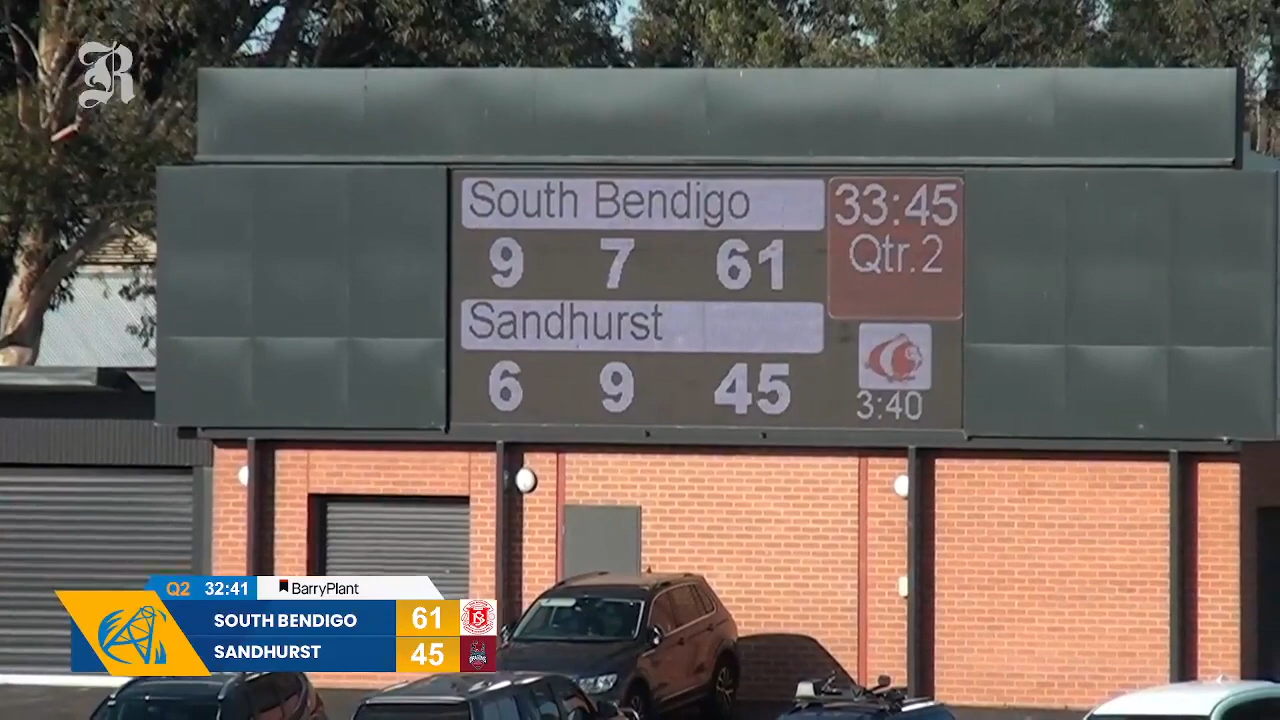 R
South Bendigo
9 7 61
33:45
Qtr.2
Sandhurst
6 9 45
3:40
Q2 32:41 BarryPlant
SOUTH BENDIGO 61
SANDHURST 45